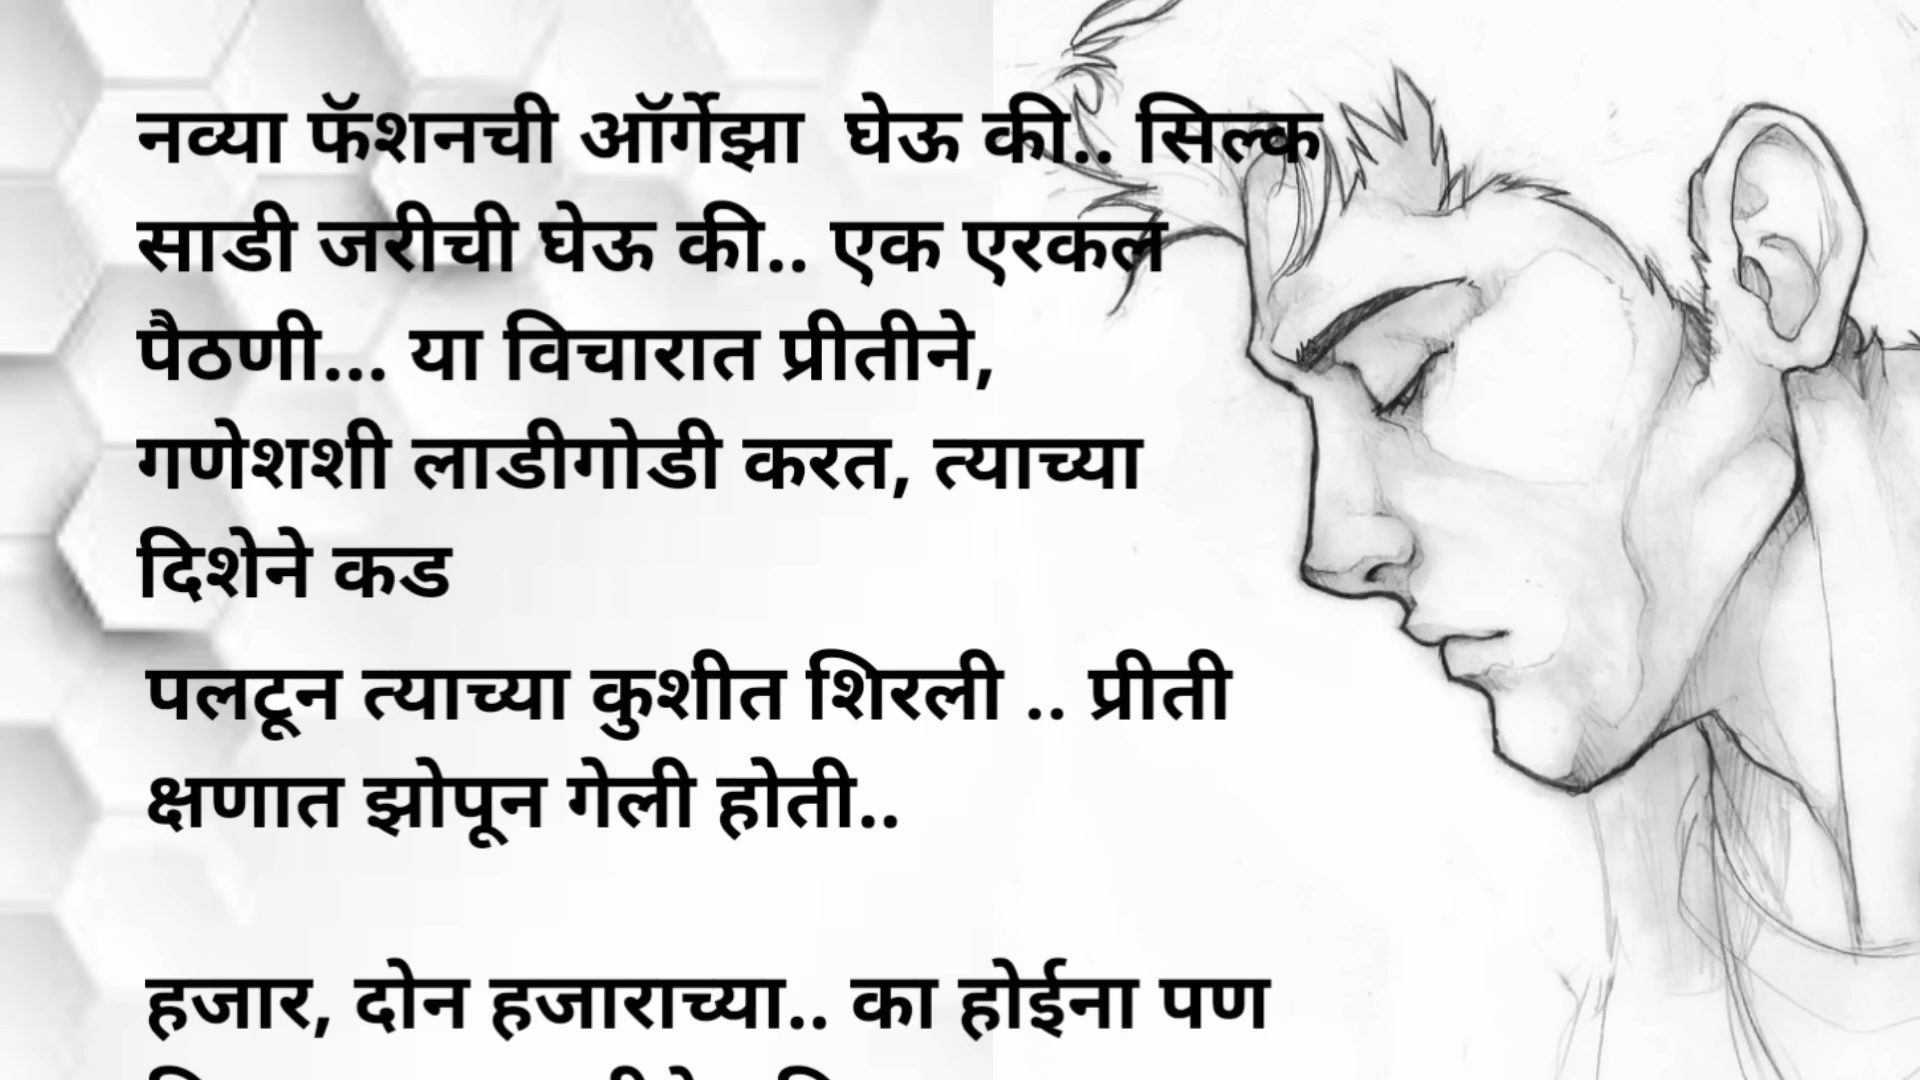 नव्या फॅशनची ऑर्गेझा घेऊ की.. सिल्क
साडी जरीची घेऊ की.. एक एरकल
पैठणी... या विचारात प्रीतीने,
गणेशशी लाडीगोडी करत, त्याच्या
दिशेने कड
पलटून त्याच्या कुशीत शिरली .. प्रीती
क्षणात झोपून गेली होती..
हजार, दोन हजाराच्या.. का होईना पण